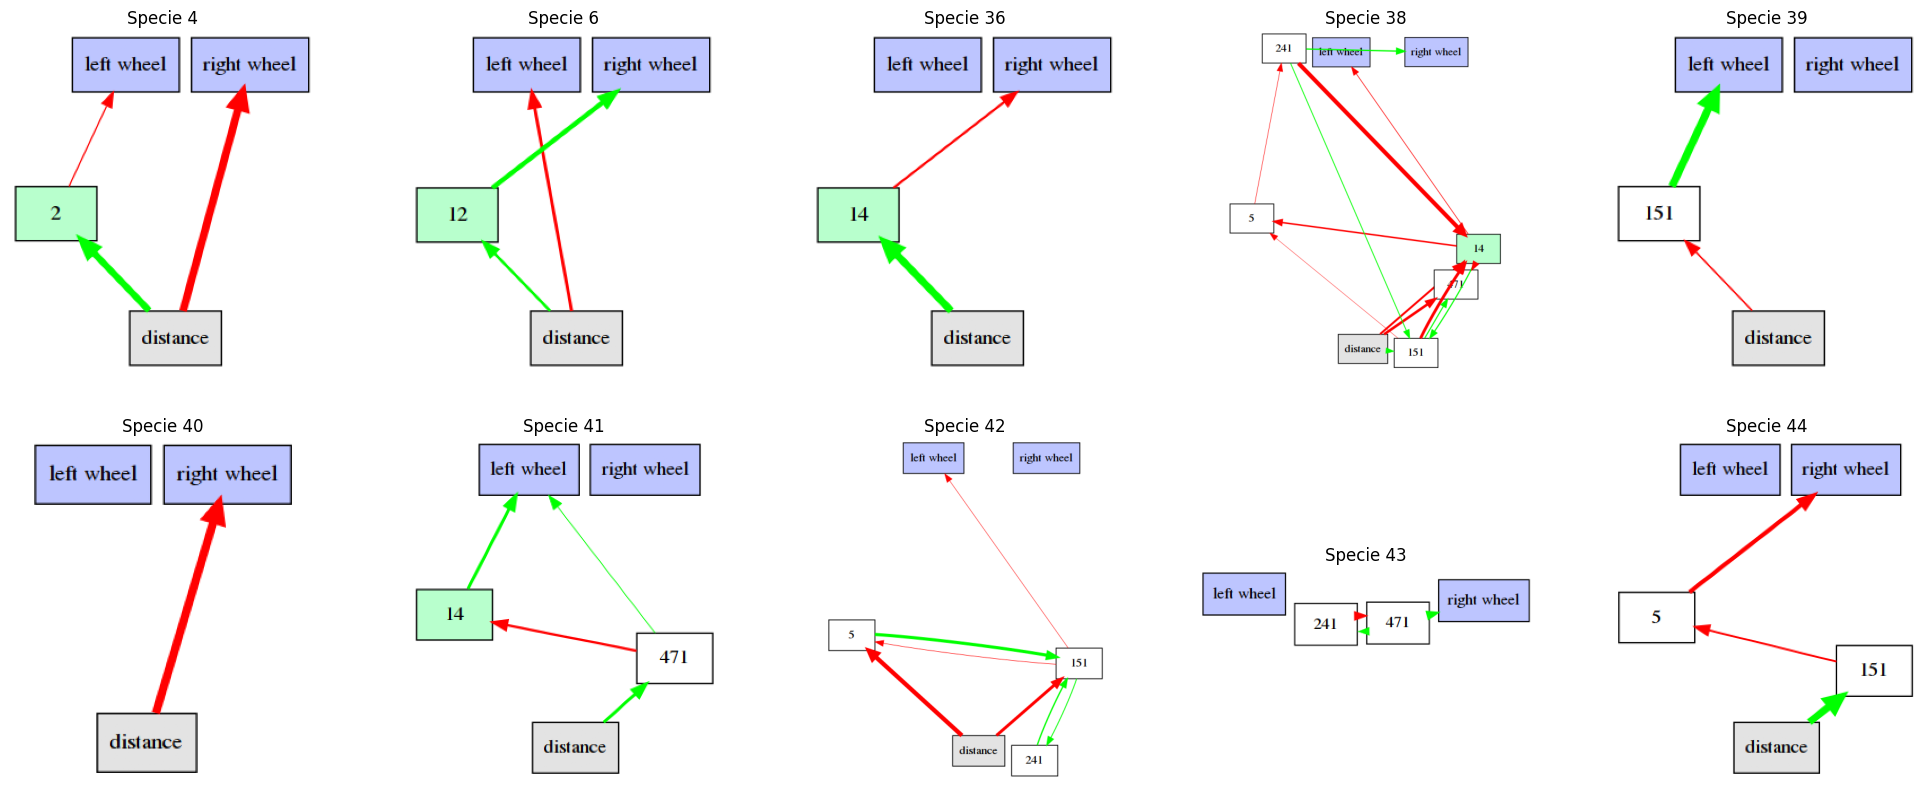 Specie 4
left wheel
right wheel
2
distance
Specie 6
left wheel
right wheel
12
distance
Specie 36
left wheel
right wheel
14
distance
Specie 38
241
left wheel
right wheel
5
14
471
distance
151
Specie 39
left wheel
right wheel
151
distance
Specie 40
left wheel
right wheel
distance
Specie 41
left wheel
right wheel
14
471
distance
Specie 42
left wheel
right wheel
5
151
distance
241
Specie 43
left wheel
241
471
right wheel
Specie 44
left wheel
right wheel
5
151
distance